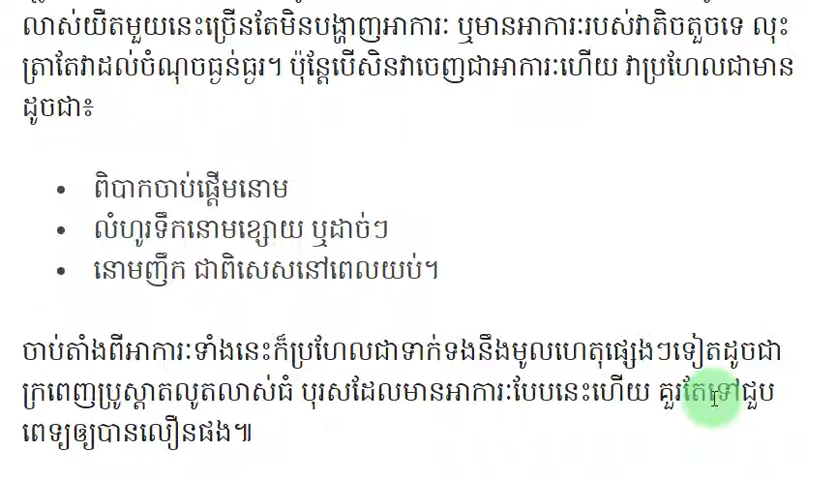 លាស់យឺតមួយនេះច្រើនតែមិនបង្ហាញអាការៈ ឬមានអាការៈរបស់វាតិចតួចទេ លុះ
ត្រាតែវាដល់ចំណុចធ្ងន់ធ្ងរ។ ប៉ុន្តែបើសិនវាចេញជាអាការៈហើយ វាប្រហែលជាមាន
ដូចជា៖
• ពិបាកចាប់ផ្តើមនោម
• លំហូរទឹកនោមខ្សោយ ឬដាច់ៗ
• នោមញឹក ជាពិសេសនៅពេលយប់។
ចាប់តាំងពីអាការៈទាំងនេះក៏ប្រហែលជាទាក់ទងនឹងមូលហេតុផ្សេងៗទៀតដូចជា
ក្រពេញប្រូស្តាតលូតលាស់ធំ បុរសដែលមានអាការៈបែបនេះហើយ គួរតែទៅជួប
ពេទ្យឲ្យបានលឿនផង៕